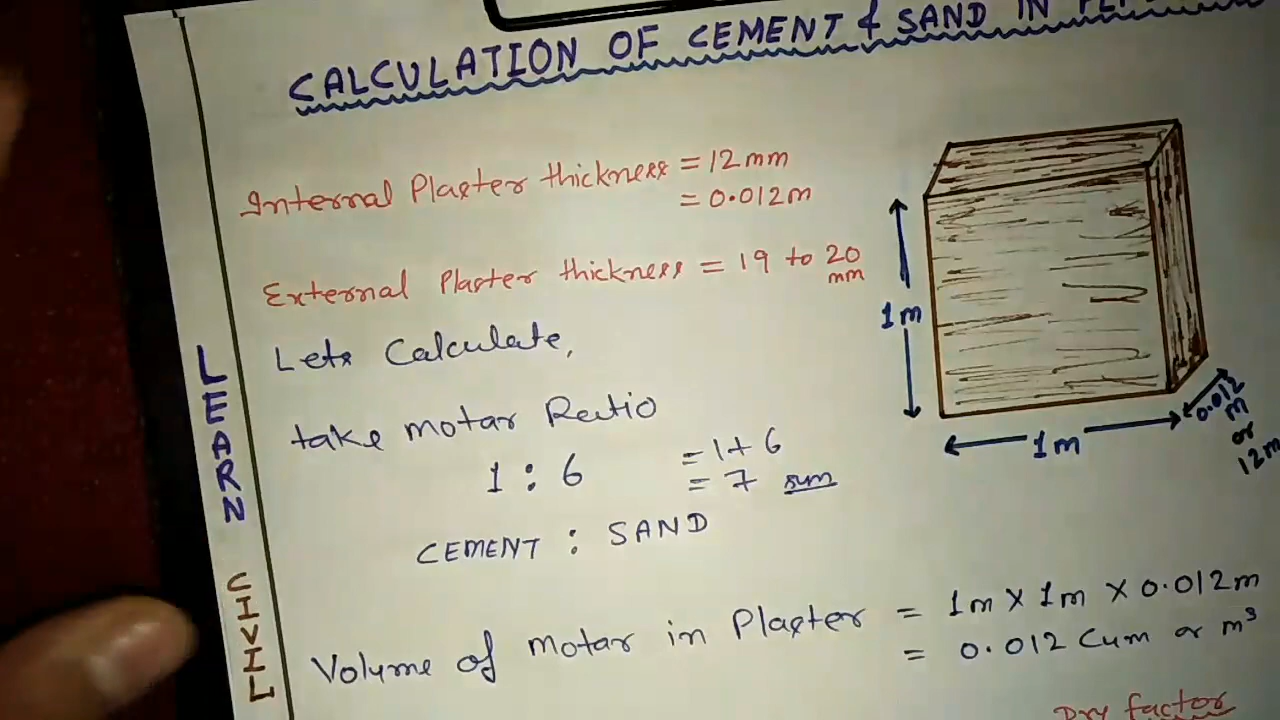 CALCULATION OF CEMENT & SAND IN
Internal Plaster thickness = 12mm
= 0.012m
External Plaster thickness = 19 to 20 mm
Lets Calculate,
take motar Ratio
1 : 6 = 1+6
= 7 sum
CEMENT : SAND
Volume of motar in Plaster = 1m X 1m X 0.012m
= 0.012 Cum or m³
Dry factor
1m
1m
0.012
m
or
12m
LEARN
CIVIL